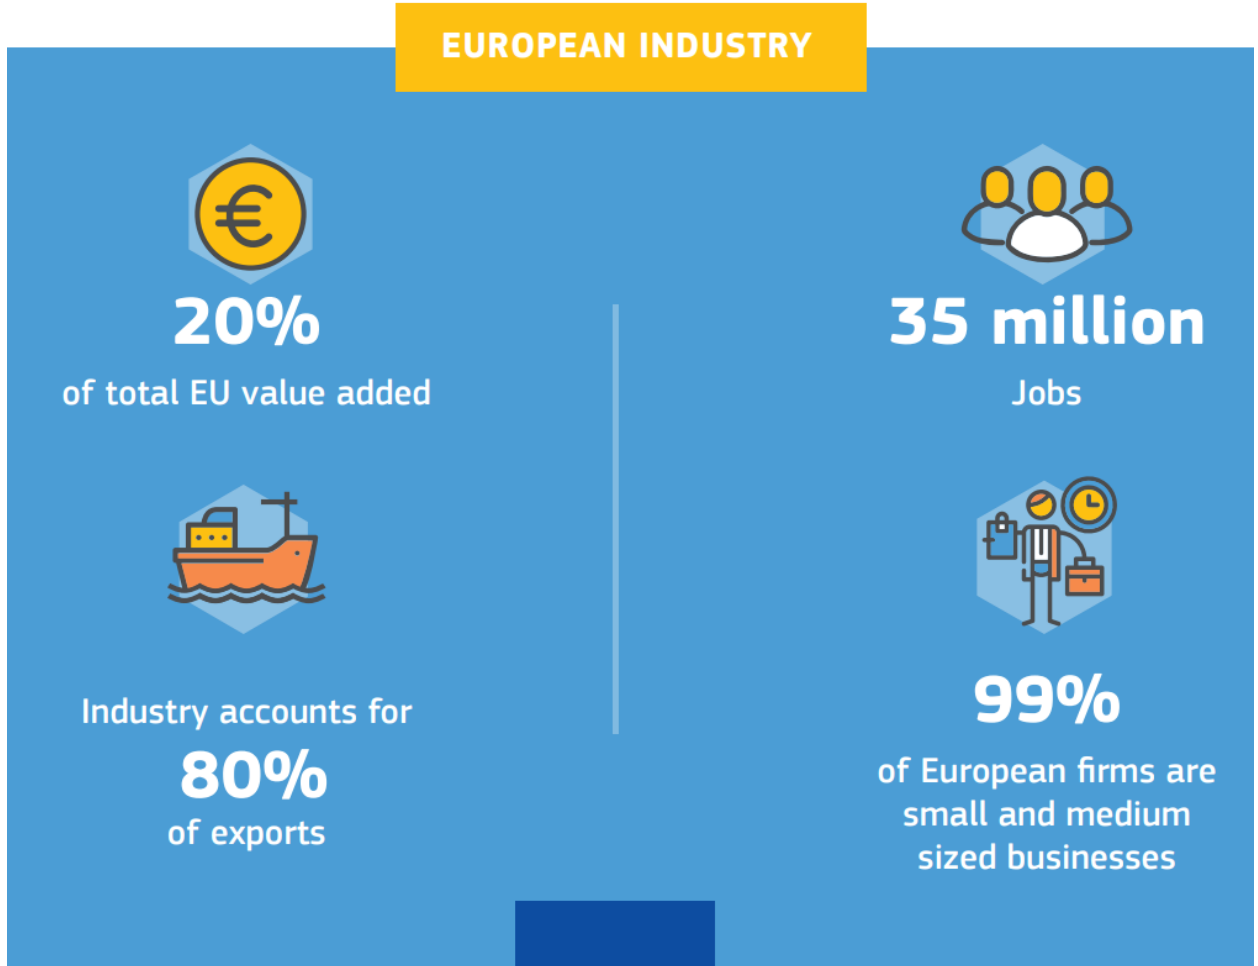 EUROPEAN INDUSTRY
€
20%
of total EU value added
35 million
Jobs
Industry accounts for
80%
of exports
99%
of European firms are
small and medium
sized businesses